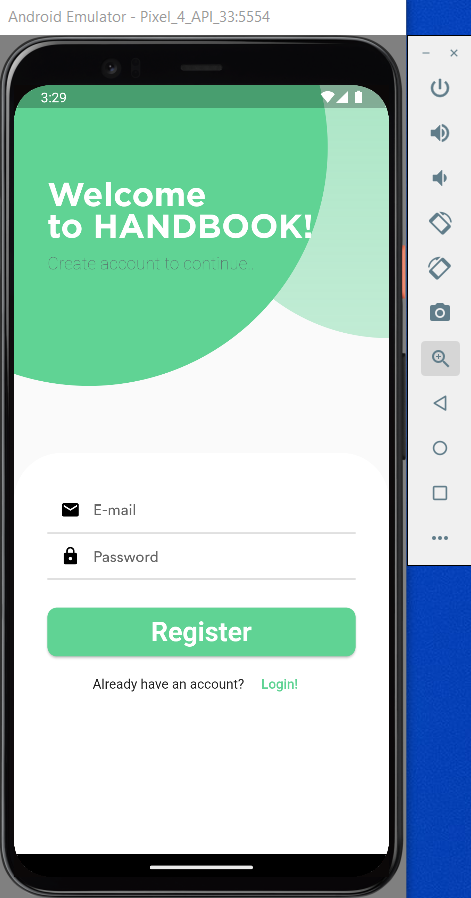 Android Emulator - Pixel_4_API_33:5554
3:29
Welcome
to HANDBOOK!
Create account to continue..
E-mail
Password
Register
Already have an account? Login!